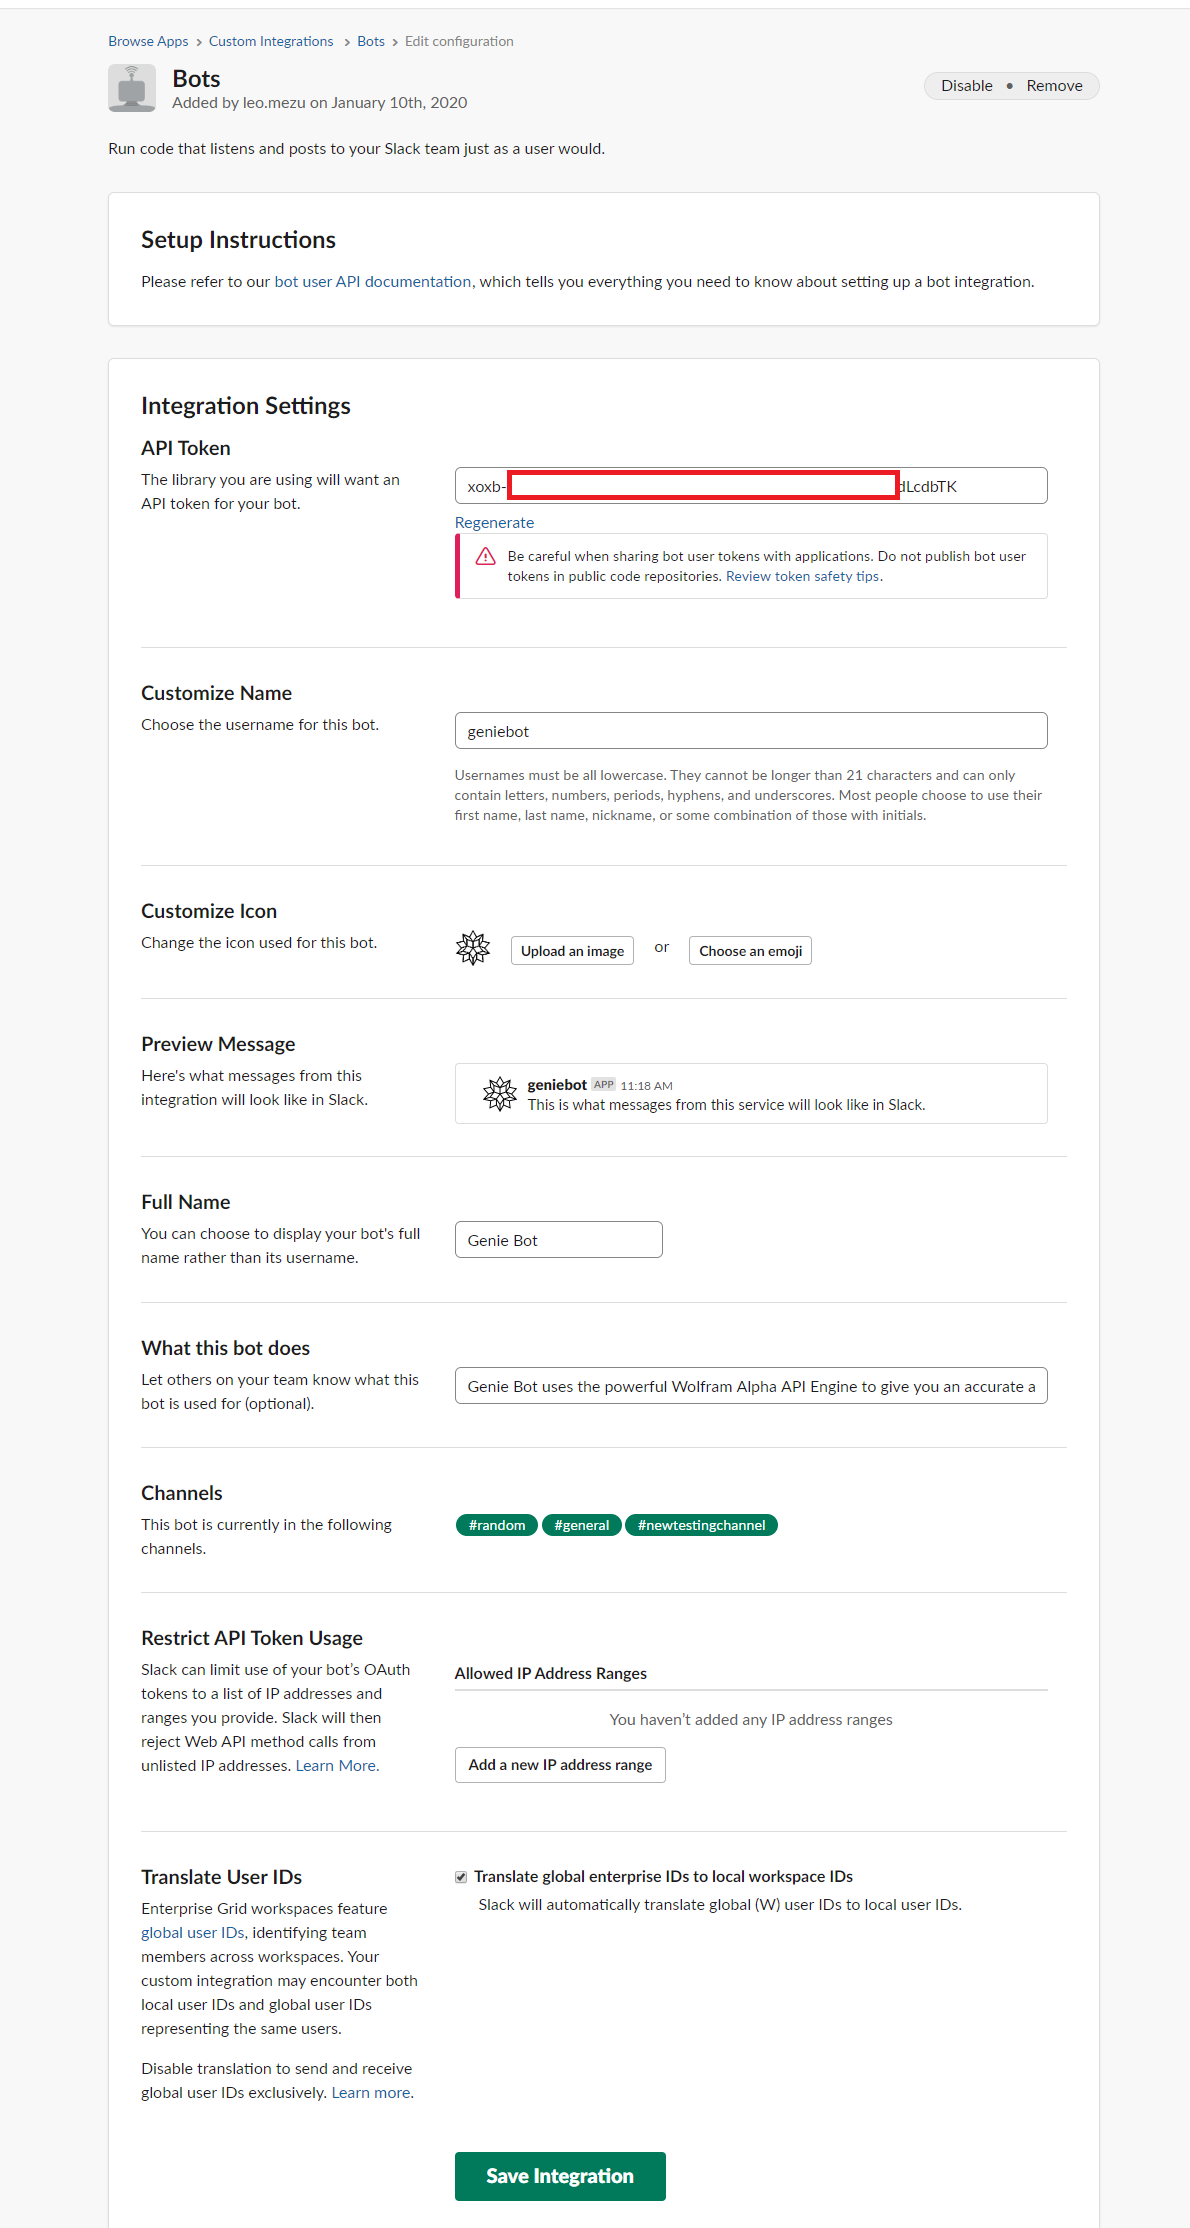 Browse Apps › Custom Integrations › Bots › Edit configuration
Bots
Added by leo.mezu on January 10th, 2020
Disable • Remove
Run code that listens and posts to your Slack team just as a user would.
Setup Instructions
Please refer to our bot user API documentation, which tells you everything you need to know about setting up a bot integration.
Integration Settings
API Token
The library you are using will want an
API token for your bot.
xoxb- dLcdbTK
Regenerate
Be careful when sharing bot user tokens with applications. Do not publish bot user
tokens in public code repositories. Review token safety tips.
Customize Name
Choose the username for this bot.
geniebot
Usernames must be all lowercase. They cannot be longer than 21 characters and can only
contain letters, numbers, periods, hyphens, and underscores. Most people choose to use their
first name, last name, nickname, or some combination of those with initials.
Customize Icon
Change the icon used for this bot.
Upload an image or Choose an emoji
Preview Message
Here's what messages from this
integration will look like in Slack.
geniebot APP 11:18 AM
This is what messages from this service will look like in Slack.
Full Name
You can choose to display your bot's full
name rather than its username.
Genie Bot
What this bot does
Let others on your team know what this
bot is used for (optional).
Genie Bot uses the powerful Wolfram Alpha API Engine to give you an accurate a
Channels
This bot is currently in the following
channels.
#random #general #newtestingchannel
Restrict API Token Usage
Slack can limit use of your bot’s OAuth
tokens to a list of IP addresses and
ranges you provide. Slack will then
reject Web API method calls from
unlisted IP addresses. Learn More.
Allowed IP Address Ranges
You haven’t added any IP address ranges
Add a new IP address range
Translate User IDs
Enterprise Grid workspaces feature
global user IDs, identifying team
members across workspaces. Your
custom integration may encounter both
local user IDs and global user IDs
representing the same users.
Disable translation to send and receive
global user IDs exclusively. Learn more.
Translate global enterprise IDs to local workspace IDs
Slack will automatically translate global (W) user IDs to local user IDs.
Save Integration